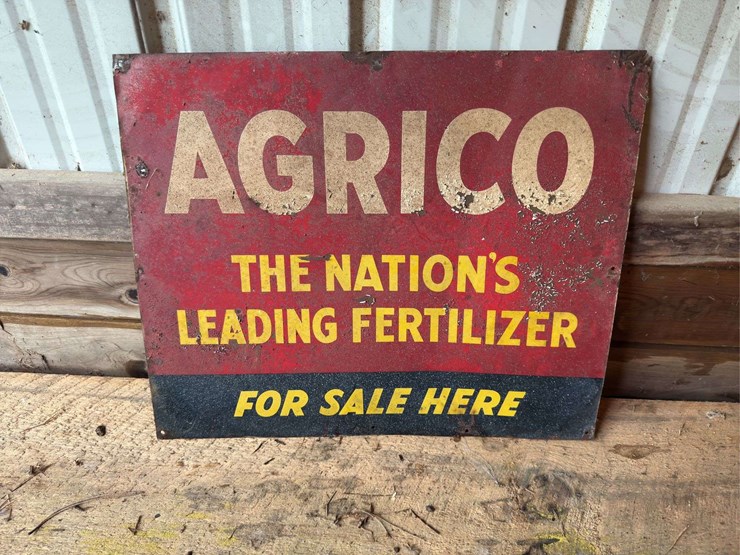 AGRICO
THE NATION'S
LEADING FERTILIZER
FOR SALE HERE